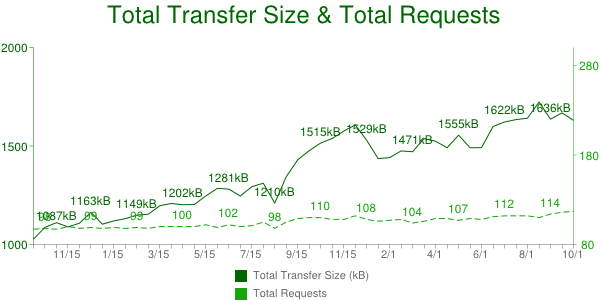 Total Transfer Size & Total Requests
2000
1500
1000
280
180
80
1087kB
1163kB
1149kB
1202kB
1281kB
1210kB
1515kB
1529kB
1471kB
1555kB
1622kB
1636kB
98
99
99
100
102
98
110
108
104
107
112
114
11/15 1/15 3/15 5/15 7/15 9/15 11/15 2/1 4/1 6/1 8/1 10/1
Total Transfer Size (kB)
Total Requests